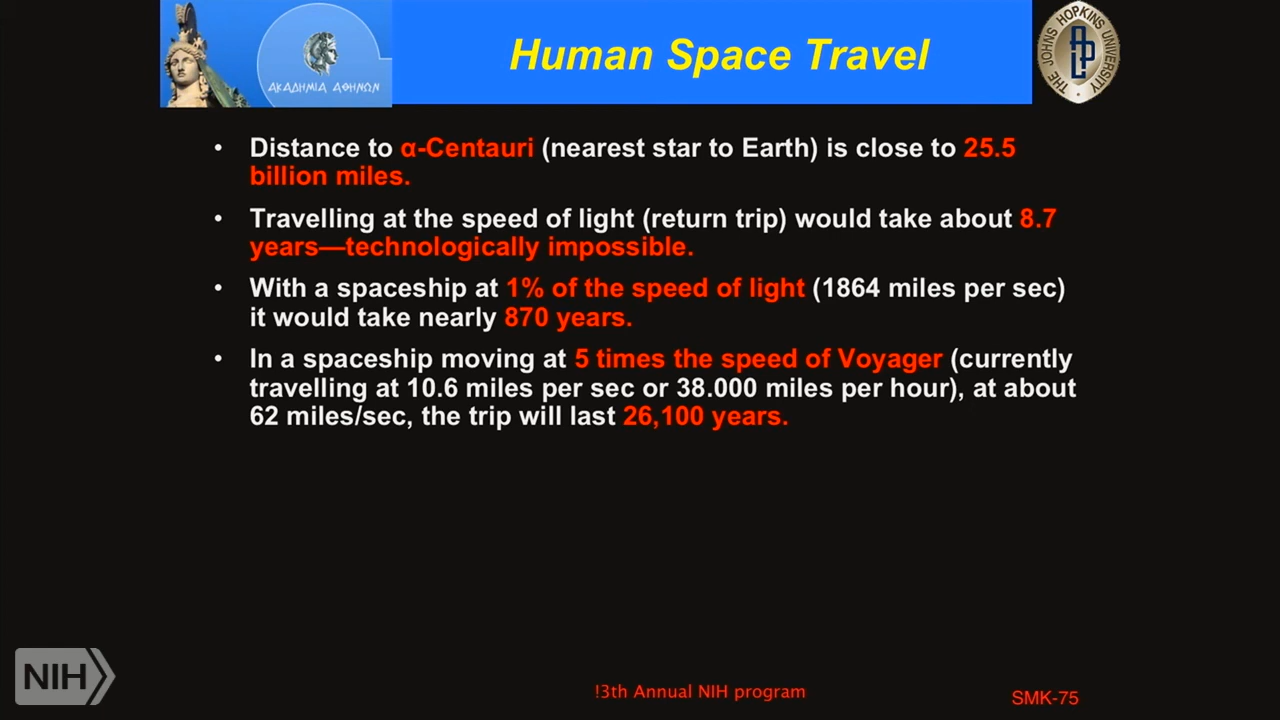 ΑΚΑΔΗΜΙΑ ΑΘΗΝΩΝ
Human Space Travel
THE JOHNS HOPKINS UNIVERSITY
• Distance to α-Centauri (nearest star to Earth) is close to 25.5
billion miles.
• Travelling at the speed of light (return trip) would take about 8.7
years—technologically impossible.
• With a spaceship at 1% of the speed of light (1864 miles per sec)
it would take nearly 870 years.
• In a spaceship moving at 5 times the speed of Voyager (currently
travelling at 10.6 miles per sec or 38.000 miles per hour), at about
62 miles/sec, the trip will last 26,100 years.
NIH
!3th Annual NIH program
SMK-75